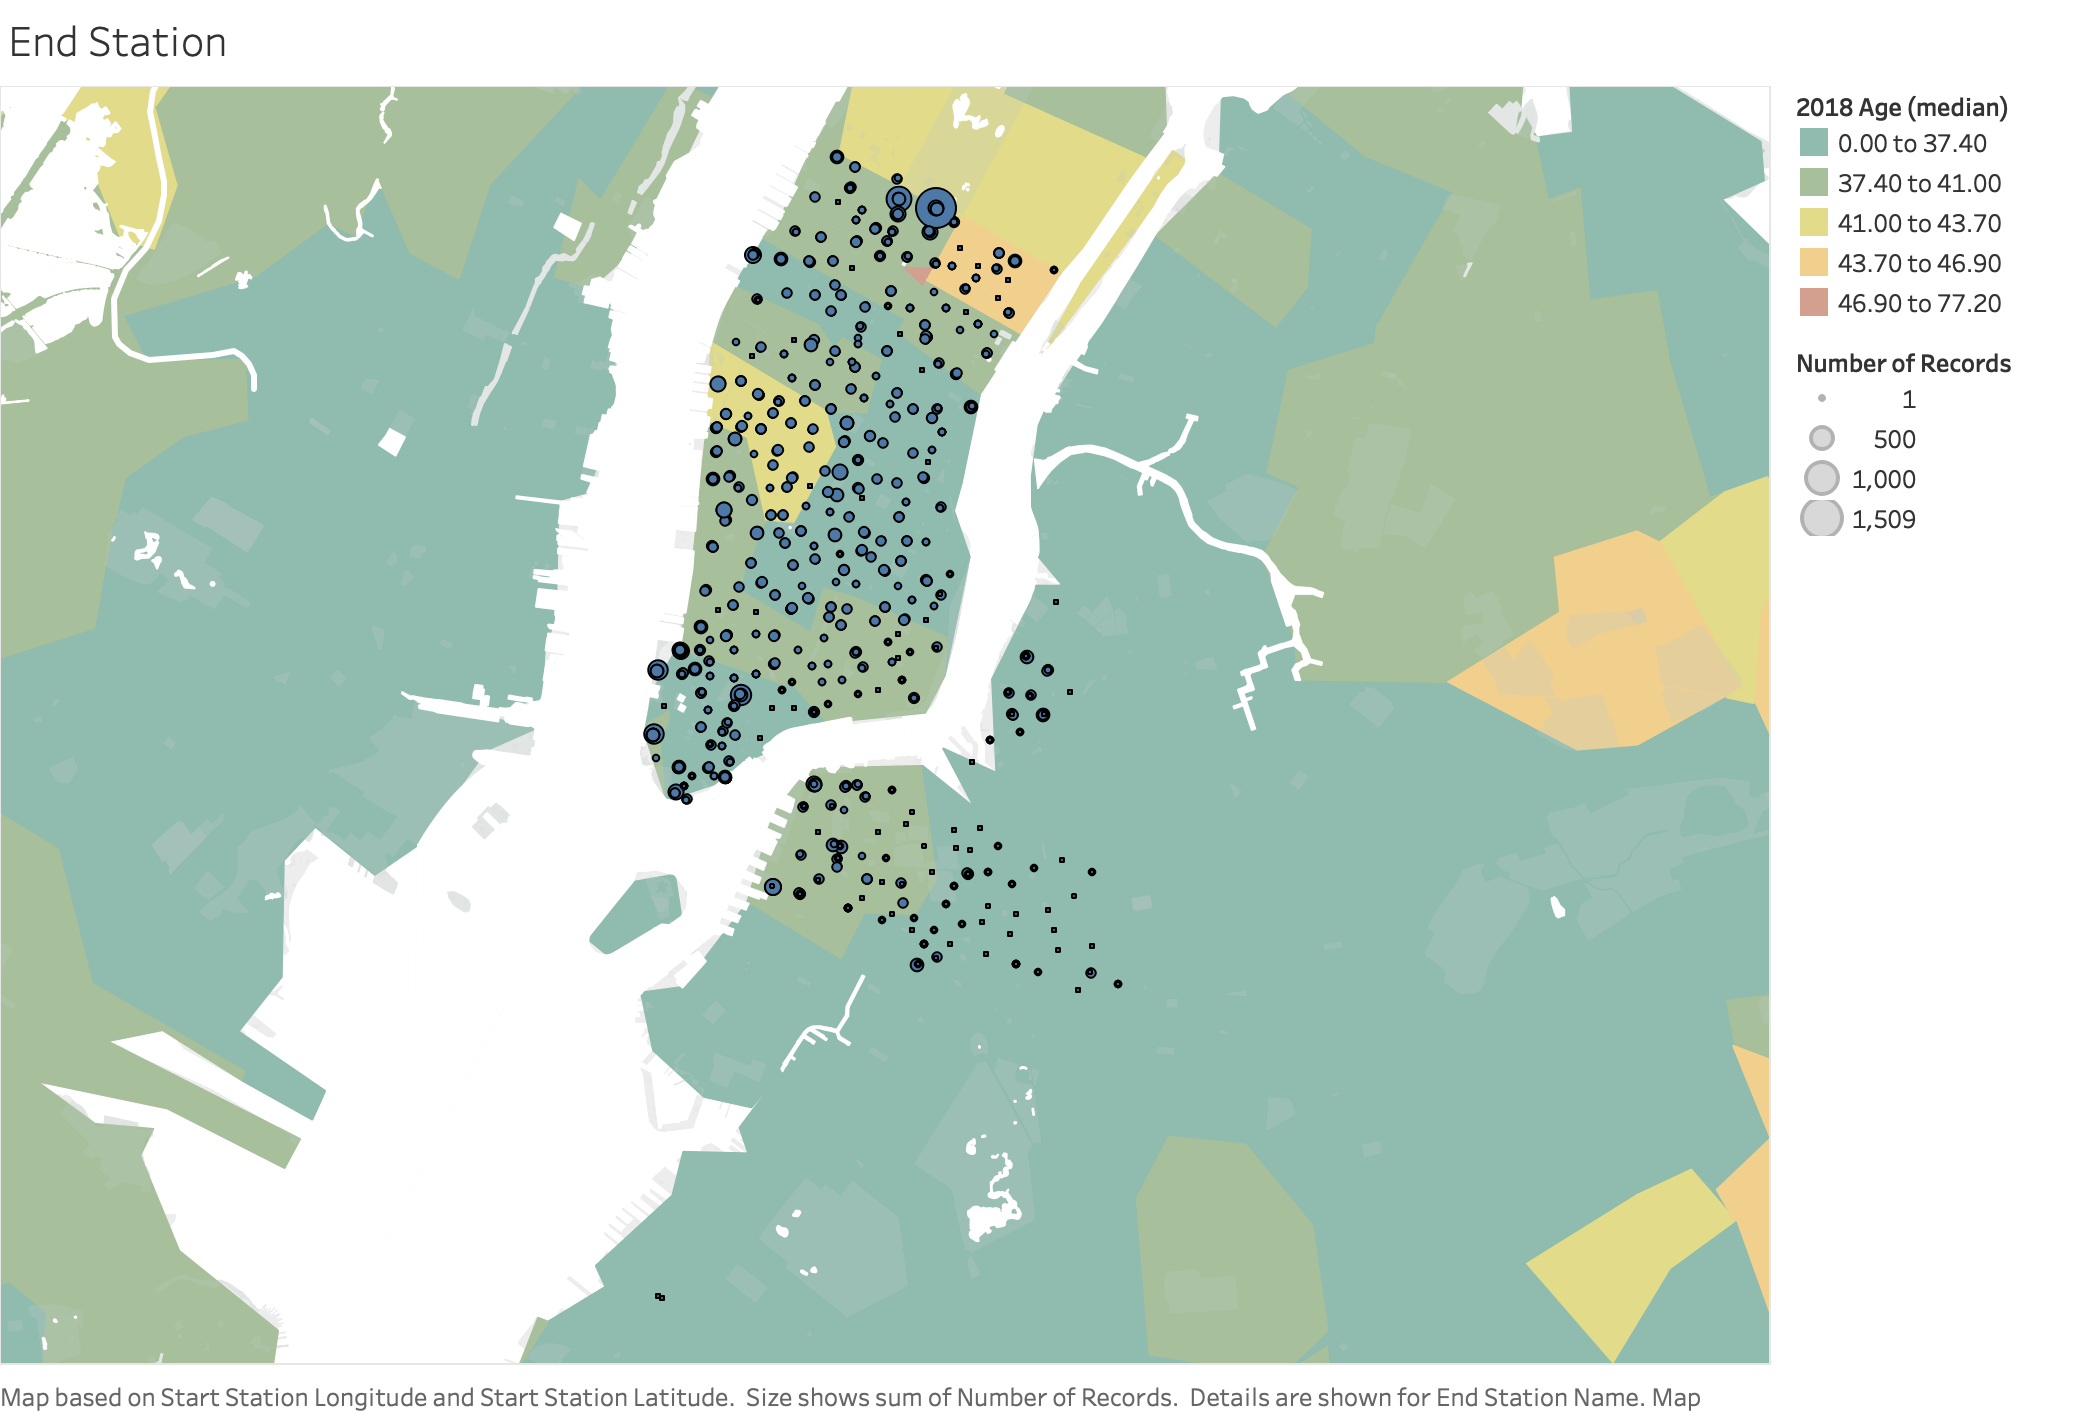 End Station
2018 Age (median)
0.00 to 37.40
37.40 to 41.00
41.00 to 43.70
43.70 to 46.90
46.90 to 77.20
Number of Records
1
500
1,000
1,509
Map based on Start Station Longitude and Start Station Latitude.  Size shows sum of Number of Records.  Details are shown for End Station Name. Map